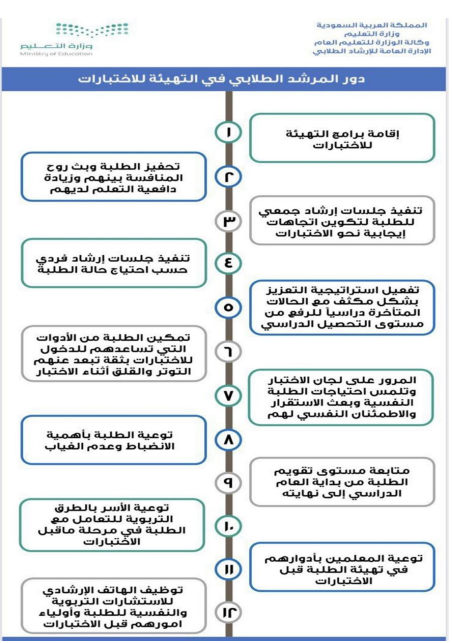 المملكة العربية السعودية
وزارة التعليم
وكالة الوزارة للتعليم العام
الإدارة العامة للإرشاد الطلابي
وزارة التعليم
Ministry of Education
دور المرشد الطلابي في التهيئة للاختبارات
١
إقامة برامج التهيئة
للاختبارات
٢
تحفيز الطلبة وبث روح
المنافسة بينهم وزيادة
دافعية التعلم لديهم
٣
تنفيذ جلسات إرشاد جمعي
للطلبة لتكوين اتجاهات
إيجابية نحو الاختبارات
٤
تنفيذ جلسات إرشاد فردي
حسب احتياج حالة الطلبة
٥
تفعيل استراتيجية التعزيز
بشكل مكثف مع الحالات
المتأخرة دراسياً للرفع من
مستوى التحصيل الدراسي
٦
تمكين الطلبة من الأدوات
التي تساعدهم للدخول
للاختبارات بثقة تبعد عنهم
التوتر والقلق أثناء الاختبار
٧
المرور على لجان الاختبار
وتلمس احتياجات الطلبة
النفسية وبعث الاستقرار
والاطمئنان النفسي لهم
٨
توعية الطلبة بأهمية
الانضباط وعدم الغياب
٩
متابعة مستوى تقويم
الطلبة من بداية العام
الدراسي إلى نهايته
١٠
توعية الأسر بالطرق
التربوية للتعامل مع
الطلبة في مرحلة ماقبل
الاختبارات
١١
توعية المعلمين بأدوارهم
في تهيئة الطلبة قبل
الاختبارات
١٢
توظيف الهاتف الإرشادي
للاستشارات التربوية
والنفسية للطلبة وأولياء
امورهم قبل الاختبارات